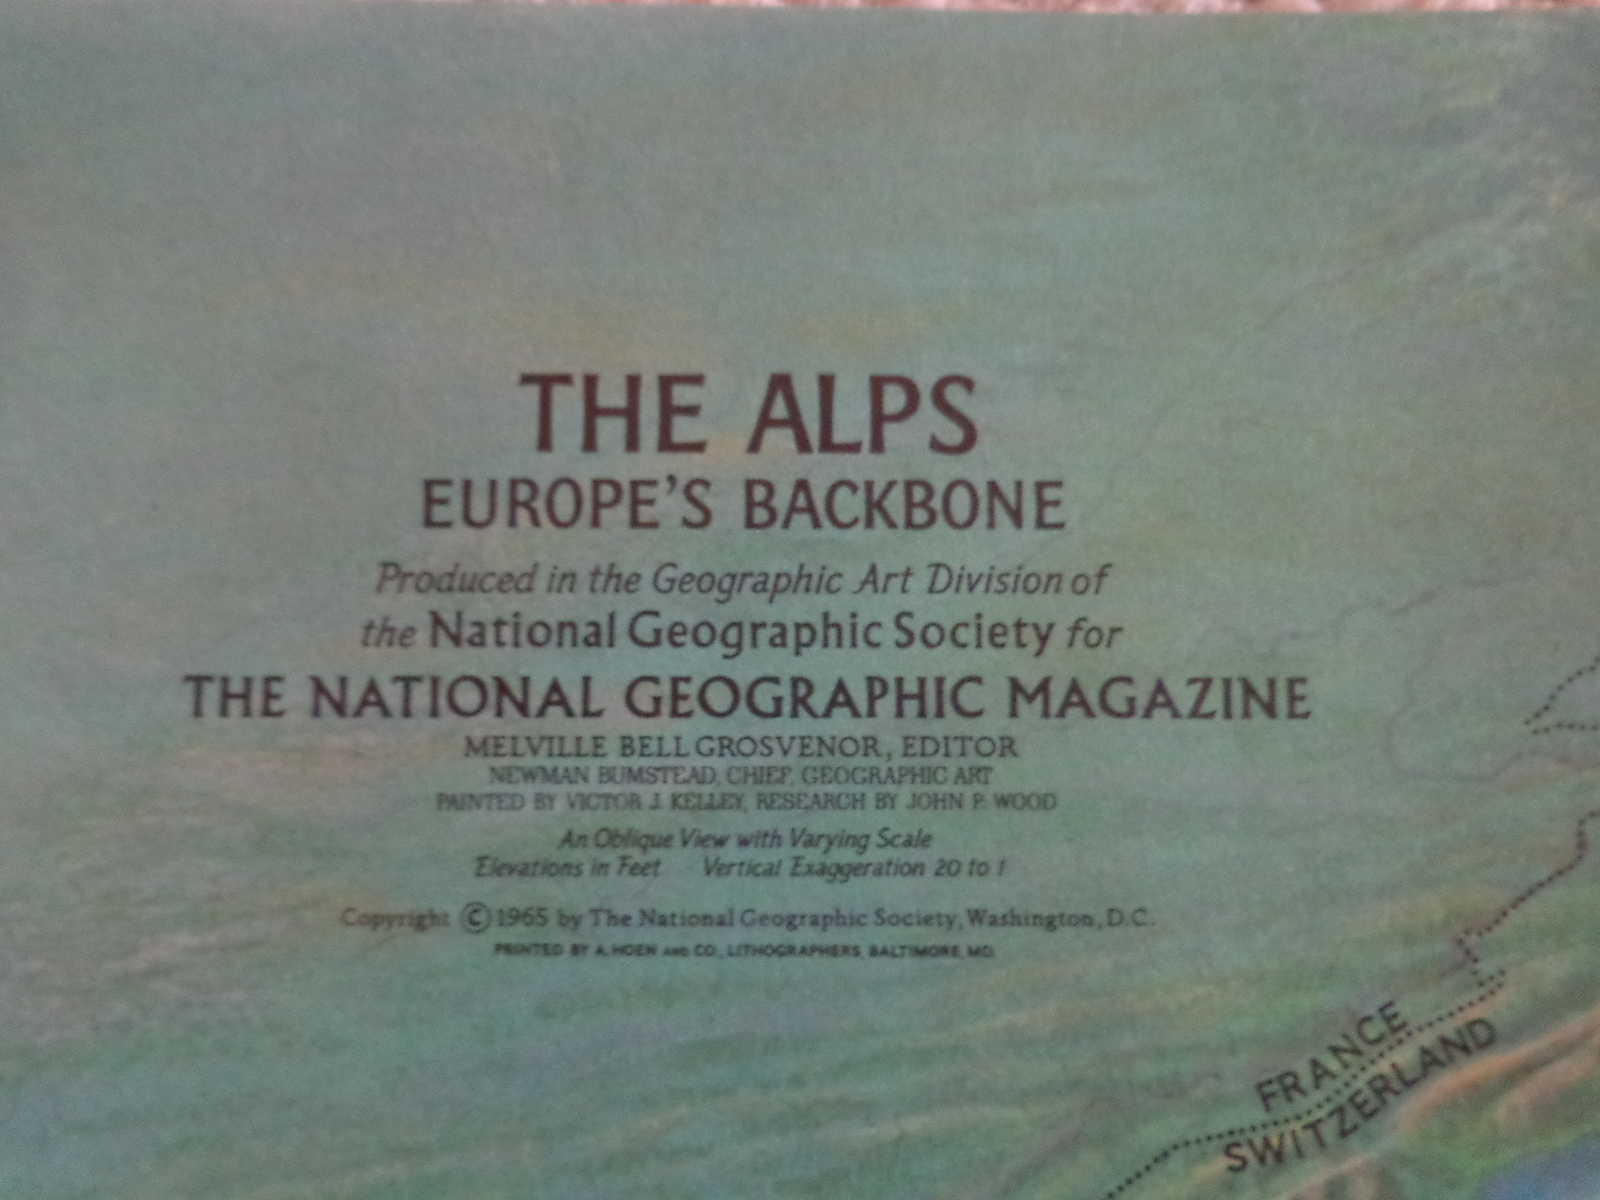 THE ALPS
EUROPE'S BACKBONE
Produced in the Geographic Art Division of
the National Geographic Society for
THE NATIONAL GEOGRAPHIC MAGAZINE
MELVILLE BELL GROSVENOR, EDITOR
NEWMAN BUMSTEAD, CHIEF, GEOGRAPHIC ART
PAINTED BY VICTOR J. KELLEY, RESEARCH BY JOHN P. WOOD
An Oblique View with Varying Scale
Elevations in Feet Vertical Exaggeration 20 to 1
Copyright © 1965 by The National Geographic Society, Washington, D.C.
PRINTED BY A. HOEN AND CO., LITHOGRAPHERS, BALTIMORE, MD.
FRANCE
SWITZERLAND